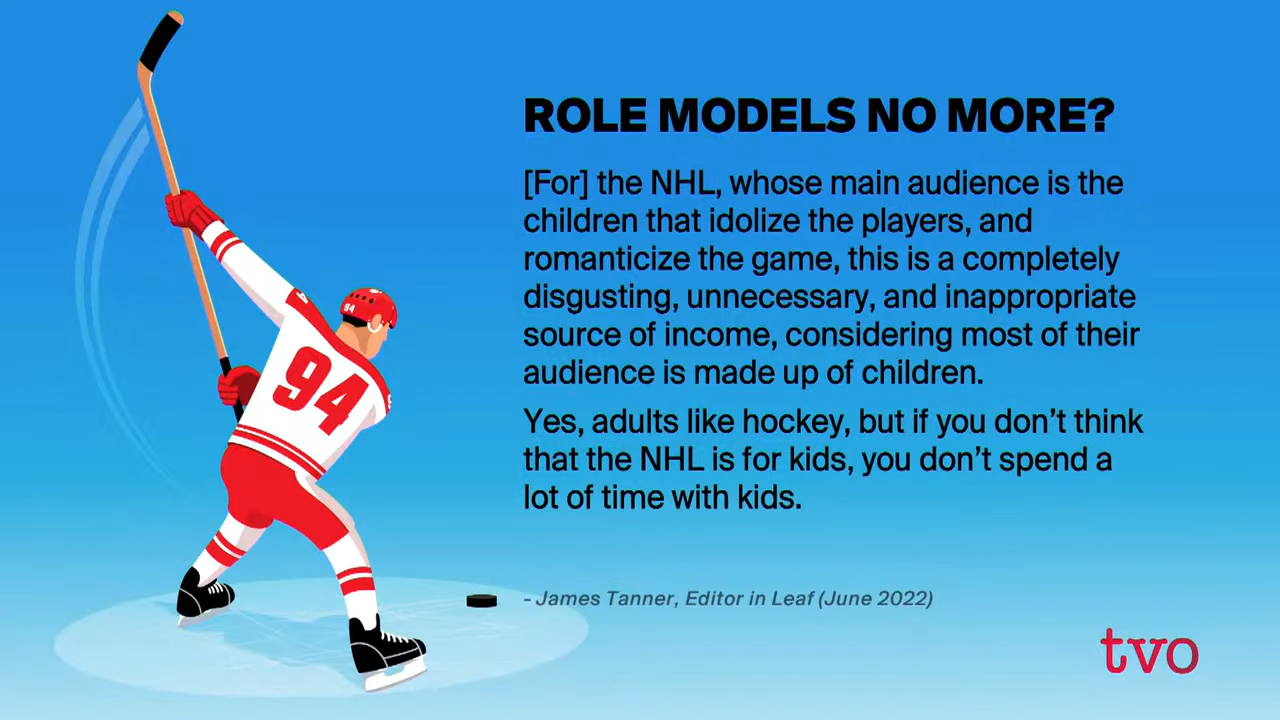 ROLE MODELS NO MORE?
[For] the NHL, whose main audience is the
children that idolize the players, and
romanticize the game, this is a completely
disgusting, unnecessary, and inappropriate
source of income, considering most of their
audience is made up of children.
Yes, adults like hockey, but if you don't think
that the NHL is for kids, you don't spend a
lot of time with kids.
- James Tanner, Editor in Leaf (June 2022)
tvo
94
94